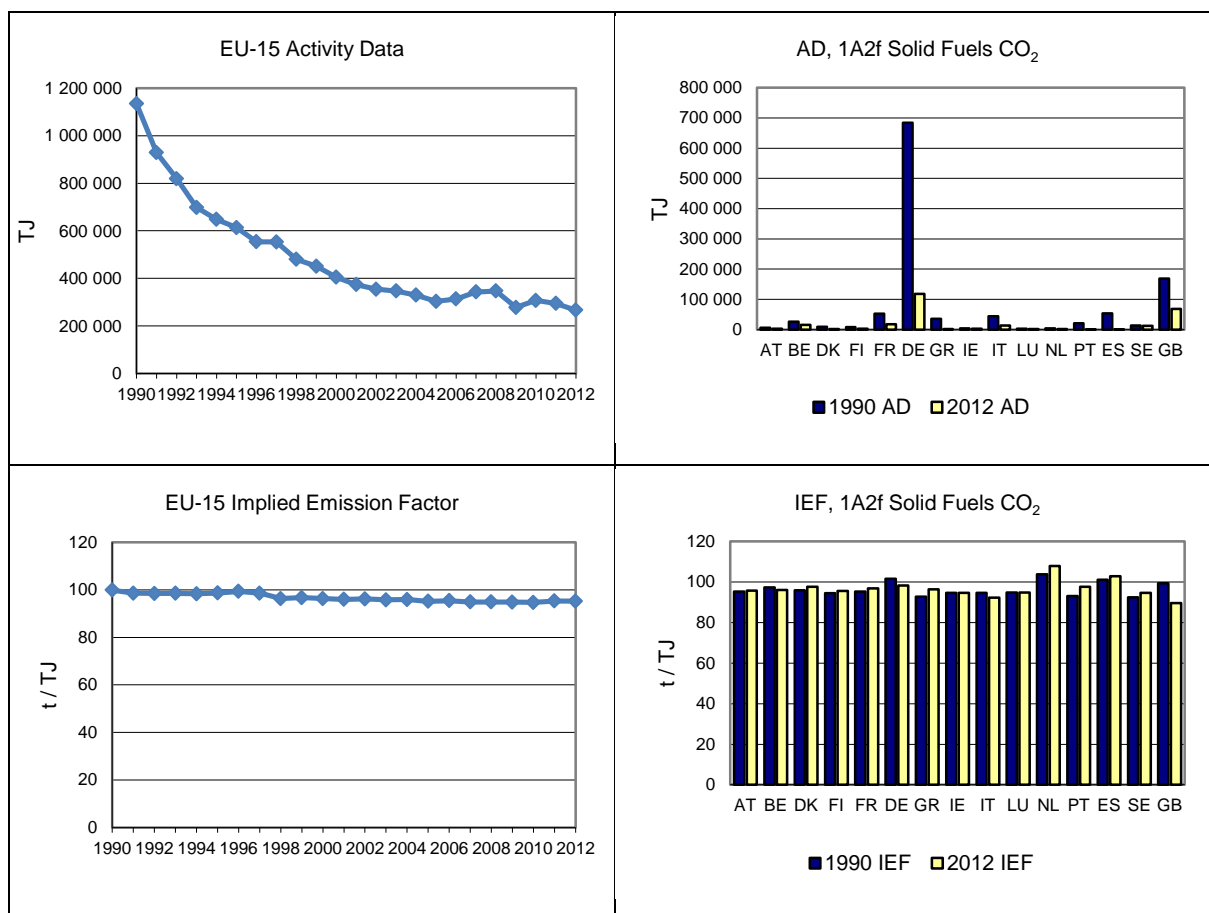 EU-15 Activity Data
1 200 000
1 000 000
800 000
600 000
400 000
200 000
0
TJ
1990 1992 1994 1996 1998 2000 2002 2004 2006 2008 2010 2012
AD, 1A2f Solid Fuels CO₂
800 000
700 000
600 000
500 000
400 000
300 000
200 000
100 000
0
TJ
AT BE DK FI FR DE GR IE IT LU NL PT ES SE GB
1990 AD 2012 AD
EU-15 Implied Emission Factor
120
100
80
60
40
20
0
t / TJ
1990 1992 1994 1996 1998 2000 2002 2004 2006 2008 2010 2012
IEF, 1A2f Solid Fuels CO₂
120
100
80
60
40
20
0
t / TJ
AT BE DK FI FR DE GR IE IT LU NL PT ES SE GB
1990 IEF 2012 IEF